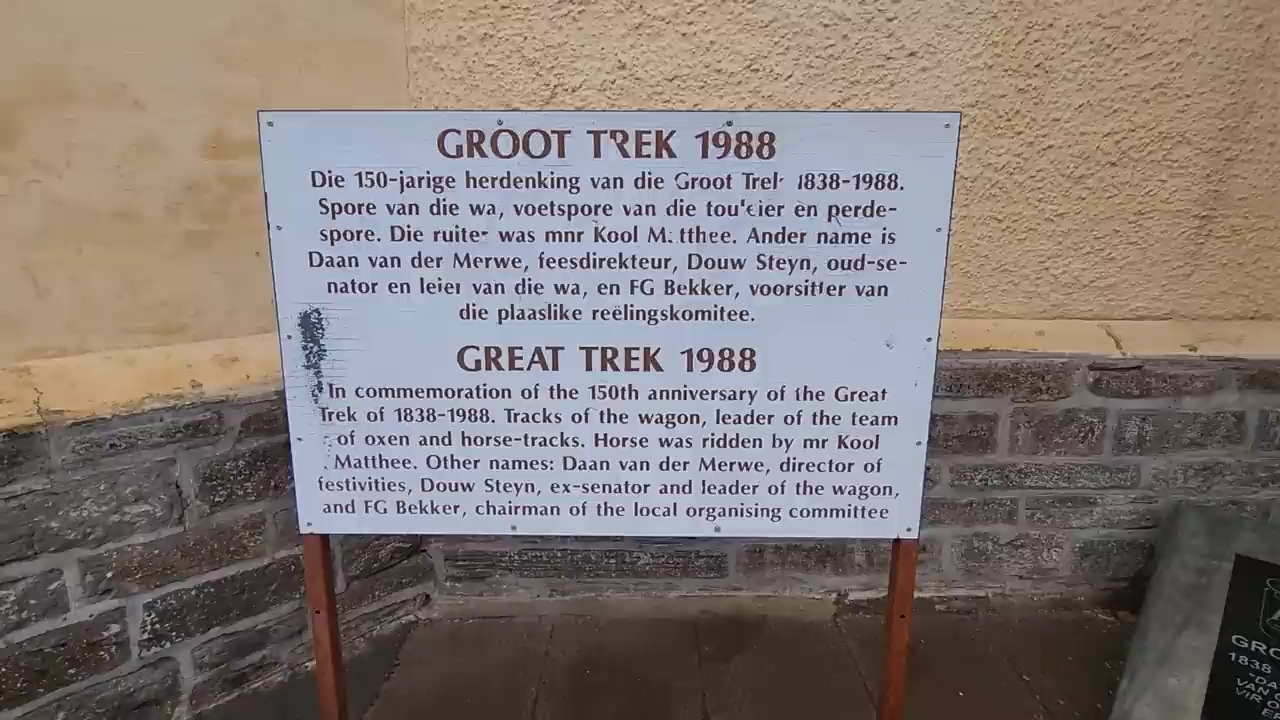 GROOT TREK 1988
Die 150-jarige herdenking van die Groot Trek 1838-1988.
Spore van die wa, voetspore van die touleier en perde-
spore. Die ruiter was mnr Kool Matthee. Ander name is
Daan van der Merwe, feesdirekteur, Douw Steyn, oud-se-
nator en leier van die wa, en FG Bekker, voorsitter van
die plaaslike reëlingskomitee.
GREAT TREK 1988
In commemoration of the 150th anniversary of the Great
Trek of 1838-1988. Tracks of the wagon, leader of the team
of oxen and horse-tracks. Horse was ridden by mr Kool
Matthee. Other names: Daan van der Merwe, director of
festivities, Douw Steyn, ex-senator and leader of the wagon,
and FG Bekker, chairman of the local organising committee
1838
VIR